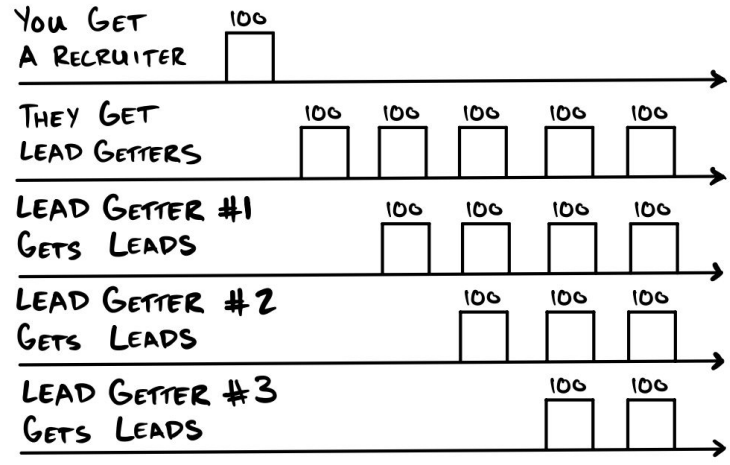 You Get 100
A Recruiter
They Get 100 100 100 100 100
Lead Getters
Lead Getter #1 100 100 100 100
Gets Leads
Lead Getter #2 100 100 100
Gets Leads
Lead Getter #3 100 100
Gets Leads